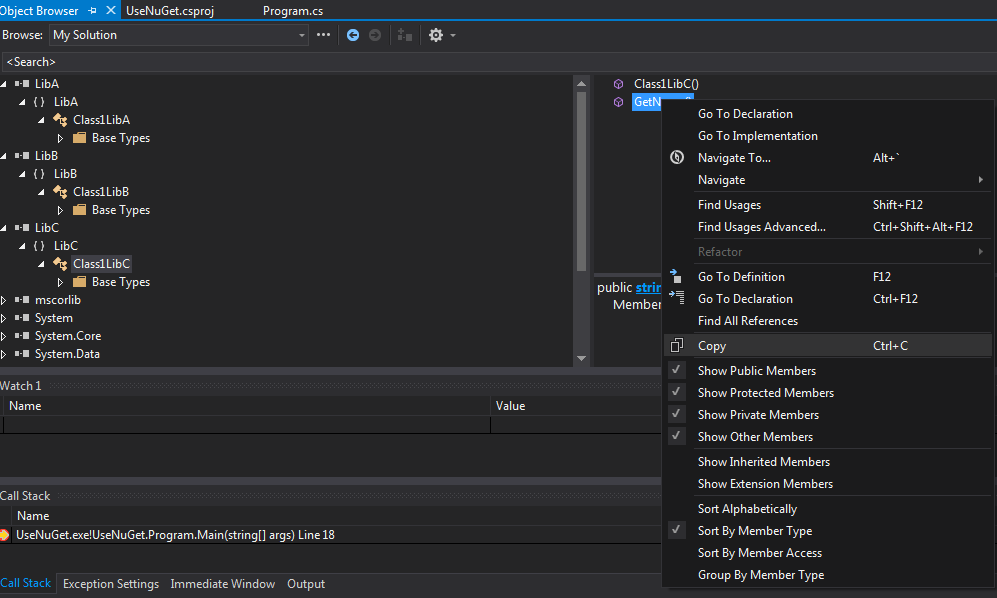 Object Browser UseNuGet.csproj Program.cs
Browse: My Solution
<Search>
LibA
LibA
Class1LibA
Base Types
LibB
LibB
Class1LibB
Base Types
LibC
LibC
Class1LibC
Base Types
mscorlib
System
System.Core
System.Data
Class1LibC()
public
Member
Go To Declaration
Go To Implementation
Navigate To... Alt+`
Navigate
Find Usages Shift+F12
Find Usages Advanced... Ctrl+Shift+Alt+F12
Refactor
Go To Definition F12
Go To Declaration Ctrl+F12
Find All References
Copy Ctrl+C
Show Public Members
Show Protected Members
Show Private Members
Show Other Members
Show Inherited Members
Show Extension Members
Sort Alphabetically
Sort By Member Type
Sort By Member Access
Group By Member Type
Watch 1
Name Value
Call Stack
Name
UseNuGet.exe!UseNuGet.Program.Main(string[] args) Line 18
Call Stack Exception Settings Immediate Window Output